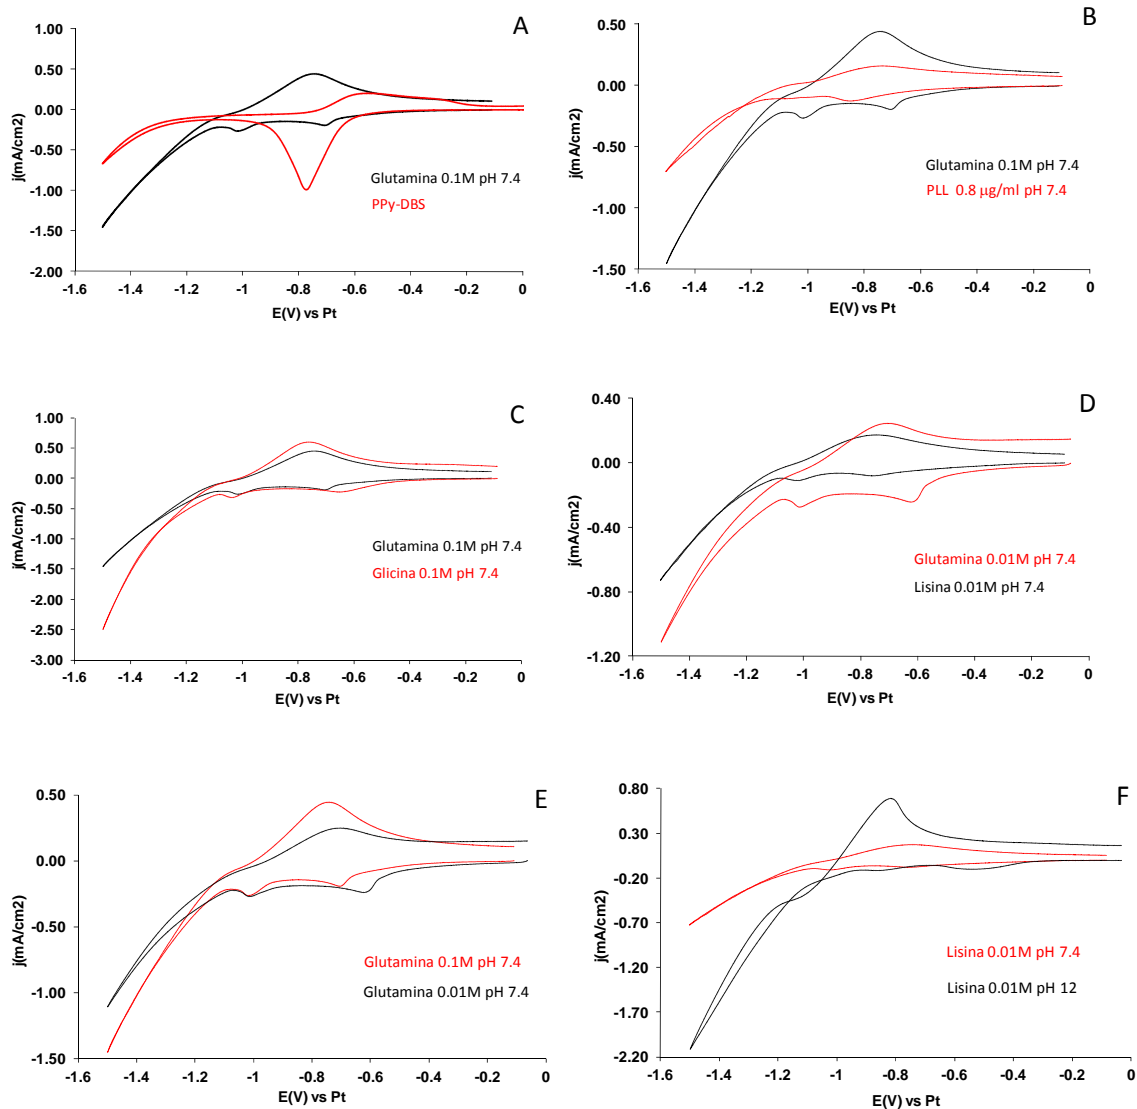 A
1.00
0.50
0.00
-0.50
-1.00
-1.50
-2.00
j(mA/cm2)
-1.6 -1.4 -1.2 -1 -0.8 -0.6 -0.4 -0.2 0
E(V) vs Pt
Glutamina 0.1M pH 7.4
PPy-DBS
B
0.50
0.00
-0.50
-1.00
-1.50
j(mA/cm2)
-1.6 -1.4 -1.2 -1 -0.8 -0.6 -0.4 -0.2 0
E(V) vs Pt
Glutamina 0.1M pH 7.4
PLL 0.8 μg/ml pH 7.4
C
1.00
0.50
0.00
-0.50
-1.00
-1.50
-2.00
-2.50
-3.00
j(mA/cm2)
-1.6 -1.4 -1.2 -1 -0.8 -0.6 -0.4 -0.2 0
E(V) vs Pt
Glutamina 0.1M pH 7.4
Glicina 0.1M pH 7.4
D
0.40
0.00
-0.40
-0.80
-1.20
j(mA/cm2)
-1.6 -1.4 -1.2 -1 -0.8 -0.6 -0.4 -0.2 0
E(V) vs Pt
Glutamina 0.01M pH 7.4
Lisina 0.01M pH 7.4
E
0.50
0.00
-0.50
-1.00
-1.50
j(mA/cm2)
-1.6 -1.4 -1.2 -1 -0.8 -0.6 -0.4 -0.2 0
E(V) vs Pt
Glutamina 0.1M pH 7.4
Glutamina 0.01M pH 7.4
F
0.80
0.30
-0.20
-0.70
-1.20
-1.70
-2.20
j(mA/cm2)
-1.6 -1.4 -1.2 -1 -0.8 -0.6 -0.4 -0.2 0
E(V) vs Pt
Lisina 0.01M pH 7.4
Lisina 0.01M pH 12